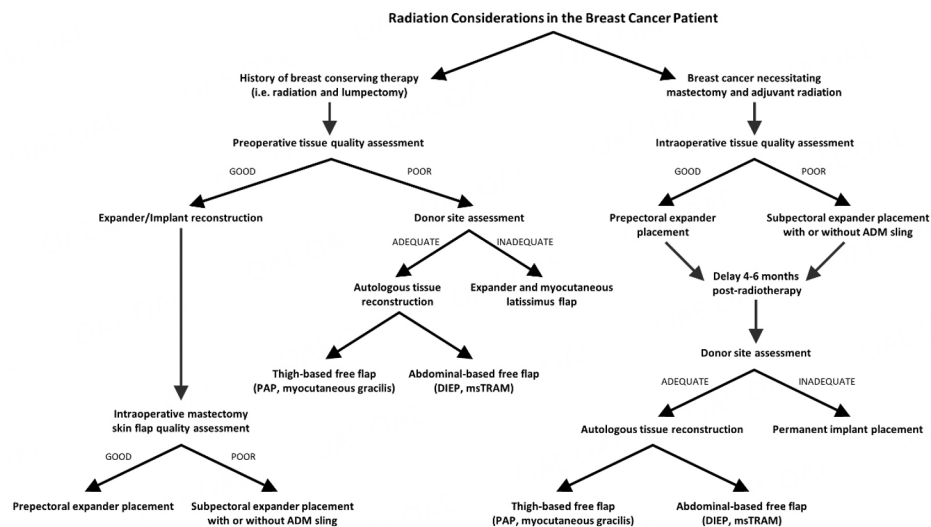 Radiation Considerations in the Breast Cancer Patient
History of breast conserving therapy
(i.e. radiation and lumpectomy)
Breast cancer necessitating
mastectomy and adjuvant radiation
Preoperative tissue quality assessment
Intraoperative tissue quality assessment
GOOD
POOR
GOOD
POOR
Expander/Implant reconstruction
Donor site assessment
Prepectoral expander
placement
Subpectoral expander placement
with or without ADM sling
ADEQUATE
INADEQUATE
Autologous tissue
reconstruction
Expander and myocutaneous
latissimus flap
Delay 4-6 months
post-radiotherapy
Thigh-based free flap
(PAP, myocutaneous gracilis)
Abdominal-based free flap
(DIEP, msTRAM)
Donor site assessment
ADEQUATE
INADEQUATE
Intraoperative mastectomy
skin flap quality assessment
Autologous tissue reconstruction
Permanent implant placement
GOOD
POOR
Prepectoral expander placement
Subpectoral expander placement
with or without ADM sling
Thigh-based free flap
(PAP, myocutaneous gracilis)
Abdominal-based free flap
(DIEP, msTRAM)